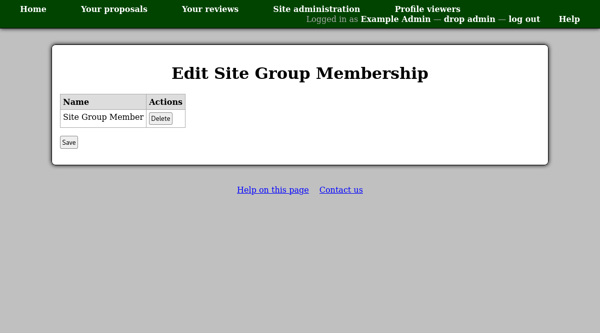 Home Your proposals Your reviews Site administration Profile viewers
Logged in as Example Admin — drop admin — log out Help
Edit Site Group Membership
Name Actions
Site Group Member Delete
Save
Help on this page Contact us